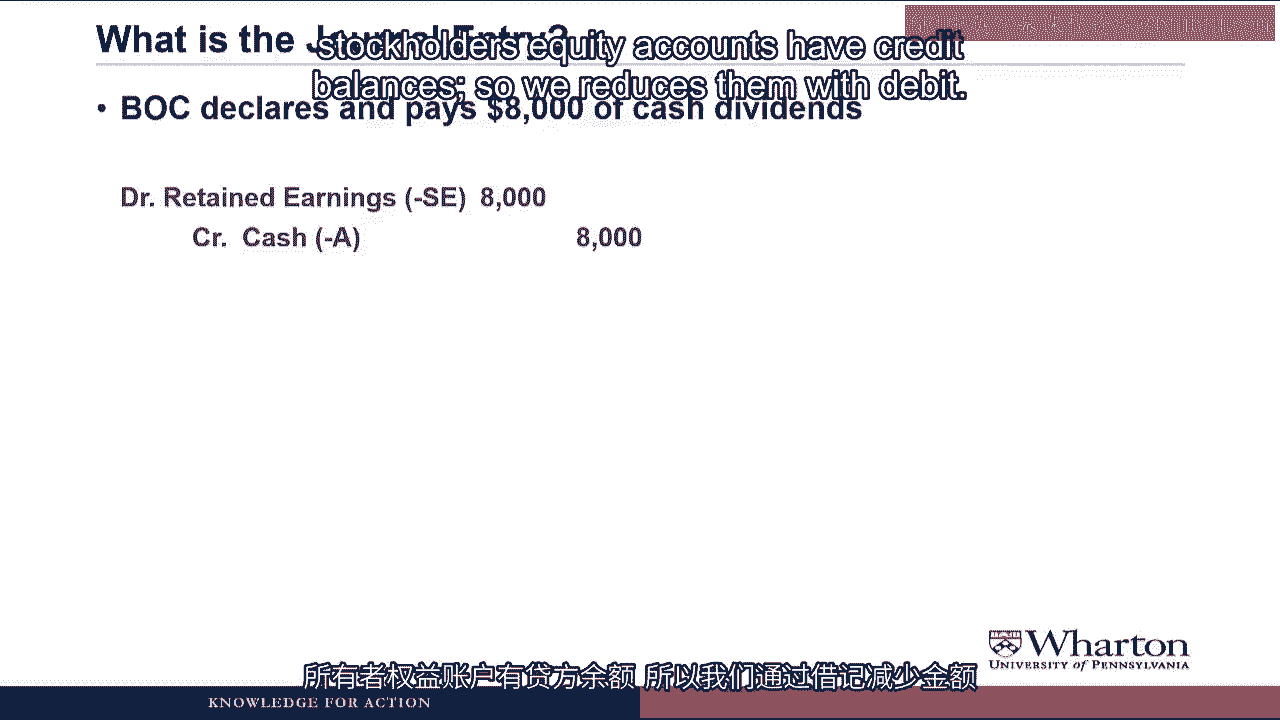 What is the Journal Entry?
stockholders equity accounts have credit
balances; so we reduces them with debit.
• BOC declares and pays $8,000 of cash dividends
Dr. Retained Earnings (-SE) 8,000
Cr. Cash (-A) 8,000
Wharton
UNIVERSITY of PENNSYLVANIA
所有者权益账户有贷方余额 所以我们通过借记减少金额
KNOWLEDGE FOR ACTION